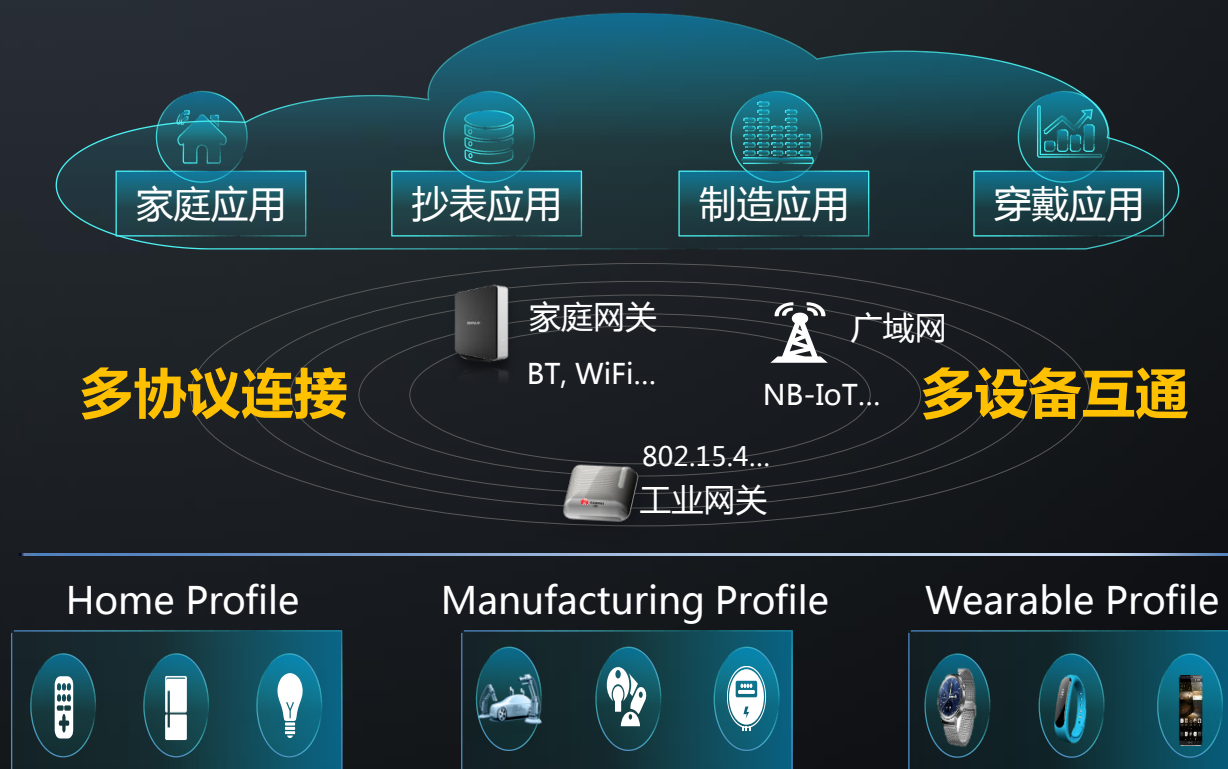 家庭应用
抄表应用
制造应用
穿戴应用
家庭网关
BT, WiFi...
广域网
NB-IoT...
多协议连接
多设备互通
802.15.4...
工业网关
Home Profile
Manufacturing Profile
Wearable Profile